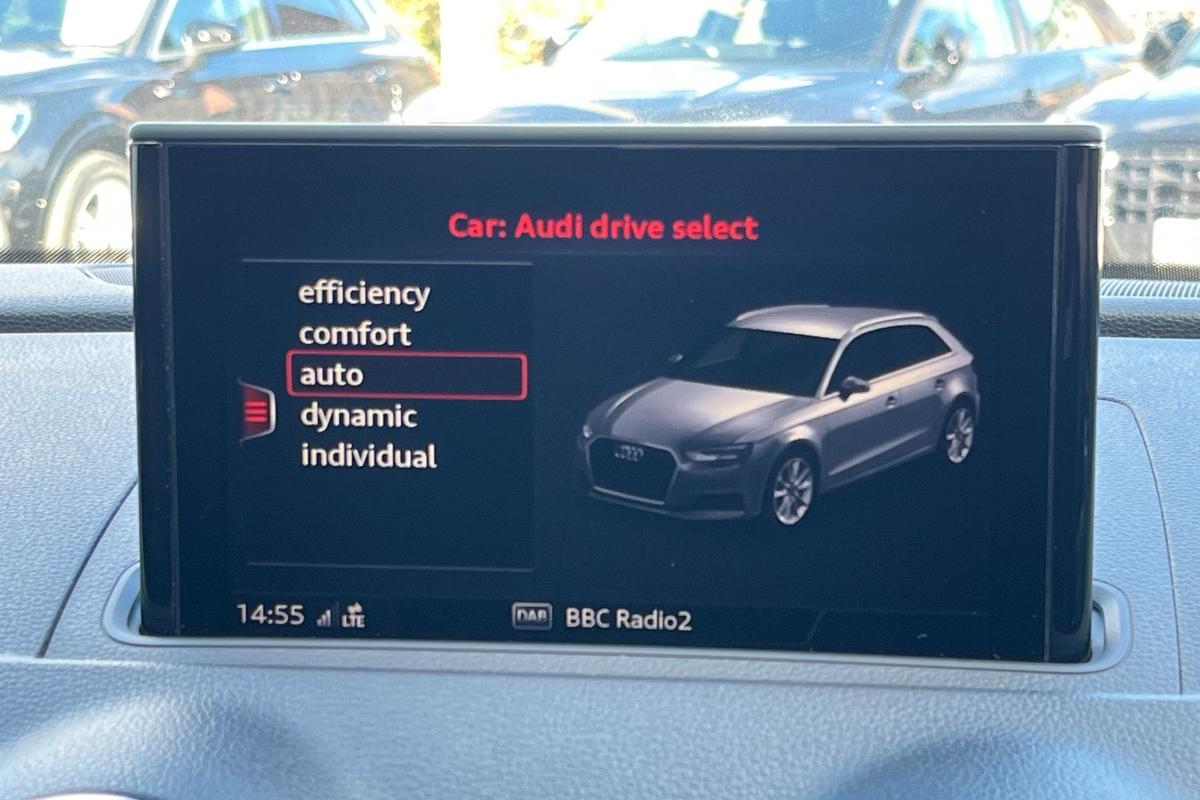 Car: Audi drive select
efficiency
comfort
auto
dynamic
individual
14:55 LTE DAB BBC Radio2